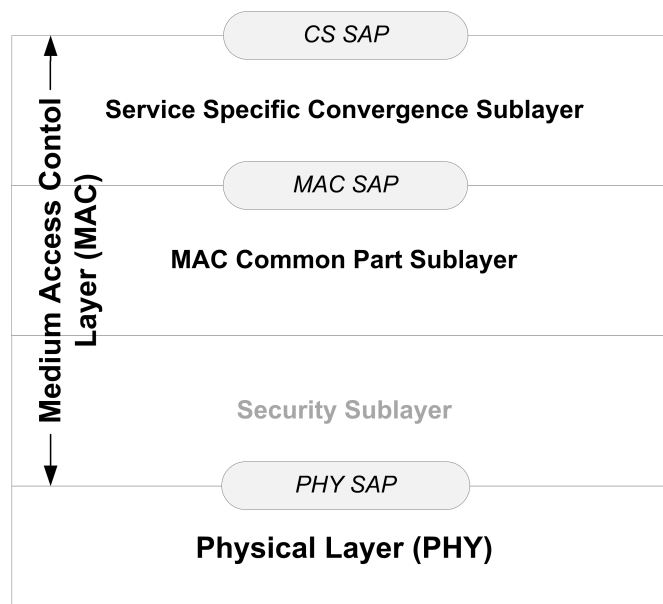 CS SAP
Service Specific Convergence Sublayer
MAC SAP
Medium Access Contol
Layer (MAC)
MAC Common Part Sublayer
Security Sublayer
PHY SAP
Physical Layer (PHY)